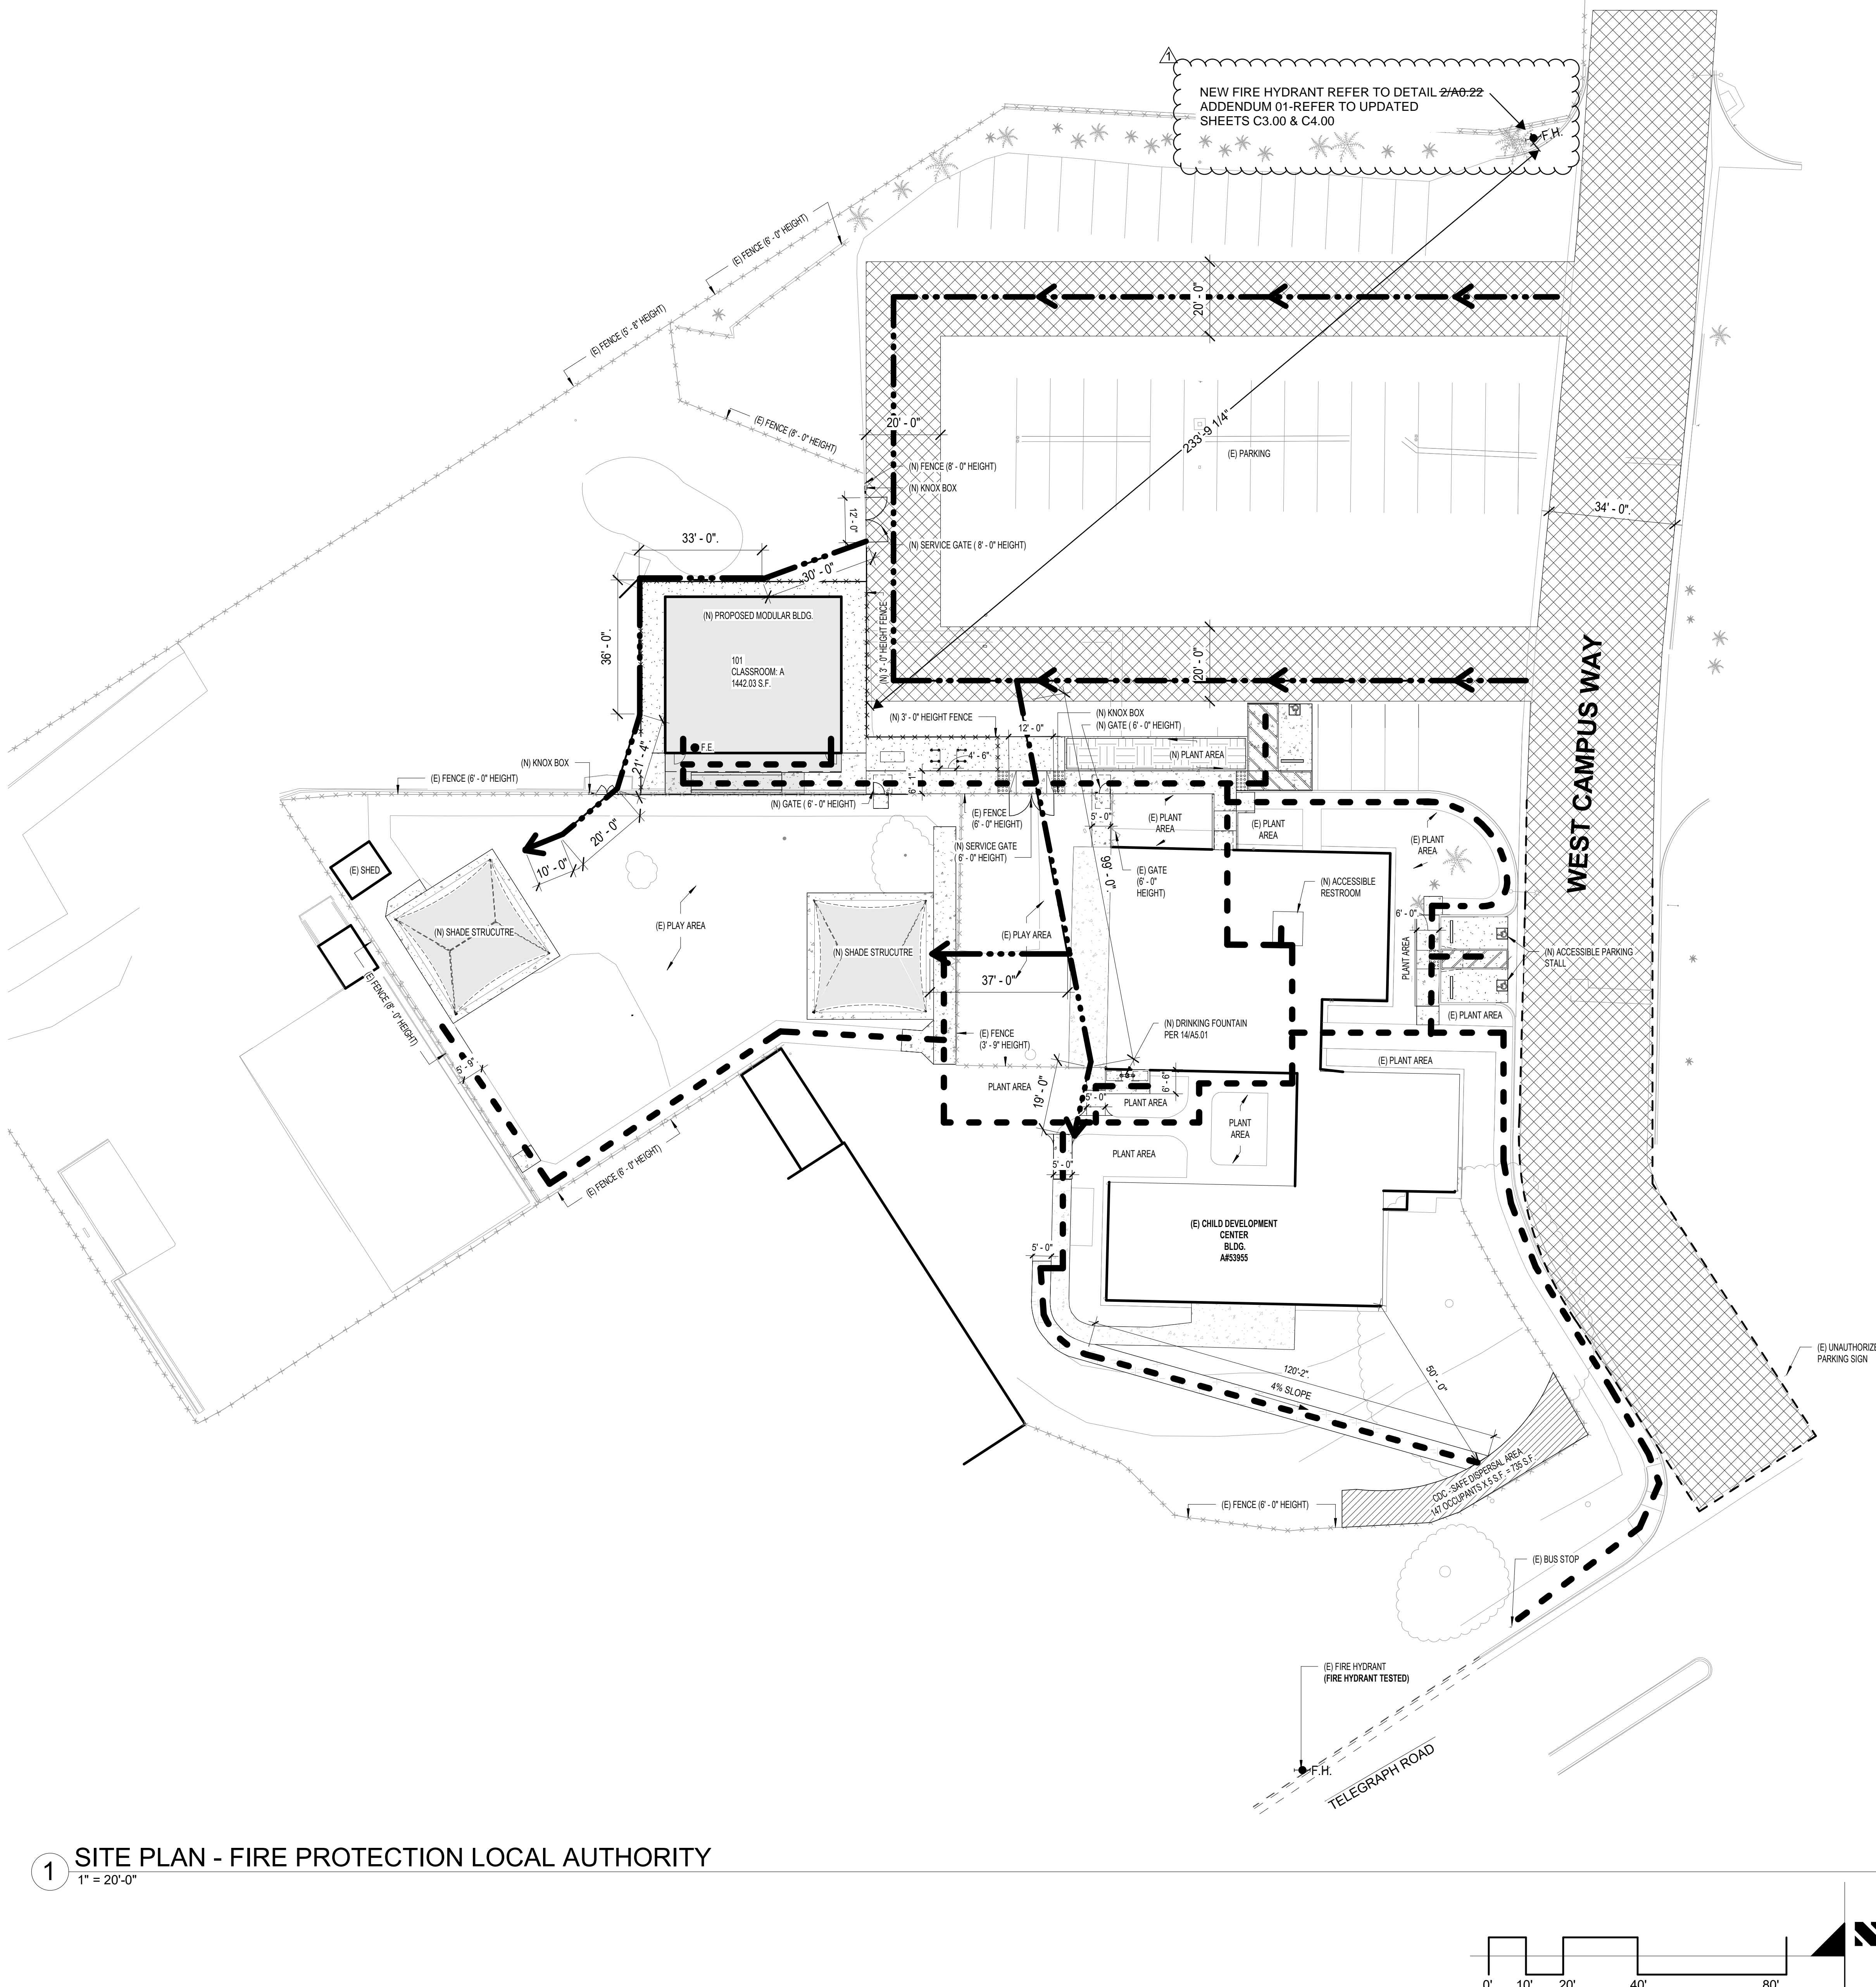 1
NEW FIRE HYDRANT REFER TO DETAIL 2/A0.22
ADDENDUM 01-REFER TO UPDATED
SHEETS C3.00 & C4.00
F.H.
(E) FENCE (6' - 0" HEIGHT)
(E) FENCE (5' - 8" HEIGHT)
20' - 0"
(E) FENCE (8' - 0" HEIGHT)
20' - 0"
233'-9 1/4"
(E) PARKING
(N) FENCE (8' - 0" HEIGHT)
(N) KNOX BOX
12' - 0"
34' - 0".
33' - 0".
(N) SERVICE GATE ( 8' - 0" HEIGHT)
30' - 0"
(N) PROPOSED MODULAR BLDG.
(N) 3' - 0" HEIGHT FENCE
36' - 0".
101
CLASSROOM: A
1442.03 S.F.
20' - 0"
WEST CAMPUS WAY
(N) 3' - 0" HEIGHT FENCE
(N) KNOX BOX
(N) GATE ( 6' - 0" HEIGHT)
12' - 0"
F.E.
21' - 4"
4' - 6"
(N) PLANT AREA
(N) KNOX BOX
(E) FENCE (6' - 0" HEIGHT)
6' - 1"
(N) GATE ( 6' - 0" HEIGHT)
(E) FENCE
(6' - 0" HEIGHT)
5' - 0"
(E) PLANT
AREA
(E) PLANT
AREA
(E) PLANT
AREA
20' - 0"
(N) SERVICE GATE
( 6' - 0" HEIGHT)
99' - 0"
(E) GATE
(6' - 0"
HEIGHT)
10' - 0"
(E) SHED
(N) ACCESSIBLE
RESTROOM
6' - 0"
(N) SHADE STRUCUTRE
(E) PLAY AREA
(E) PLAY AREA
(N) SHADE STRUCUTRE
PLANT AREA
(N) ACCESSIBLE PARKING
STALL
37' - 0"
(E) FENCE (8' - 0" HEIGHT)
(E) PLANT AREA
(N) DRINKING FOUNTAIN
PER 14/A5.01
(E) FENCE
(3' - 9" HEIGHT)
(E) PLANT AREA
5' - 9"
PLANT AREA
19' - 0"
6' - 6"
5' - 0"
PLANT AREA
PLANT
AREA
PLANT AREA
5' - 0"
(E) FENCE (6' - 0" HEIGHT)
(E) CHILD DEVELOPMENT
CENTER
BLDG.
A#53955
5' - 0"
(E) UNAUTHORIZE
PARKING SIGN
120'-2".
4% SLOPE
50' - 0"
CDC - SAFE DISPERSAL AREA
147 OCCUPANTS X 5 S.F. = 735 S.F.
(E) FENCE (6' - 0" HEIGHT)
(E) BUS STOP
(E) FIRE HYDRANT
(FIRE HYDRANT TESTED)
F.H.
TELEGRAPH ROAD
1
SITE PLAN - FIRE PROTECTION LOCAL AUTHORITY
1" = 20'-0"
0' 10' 20' 40' 80'